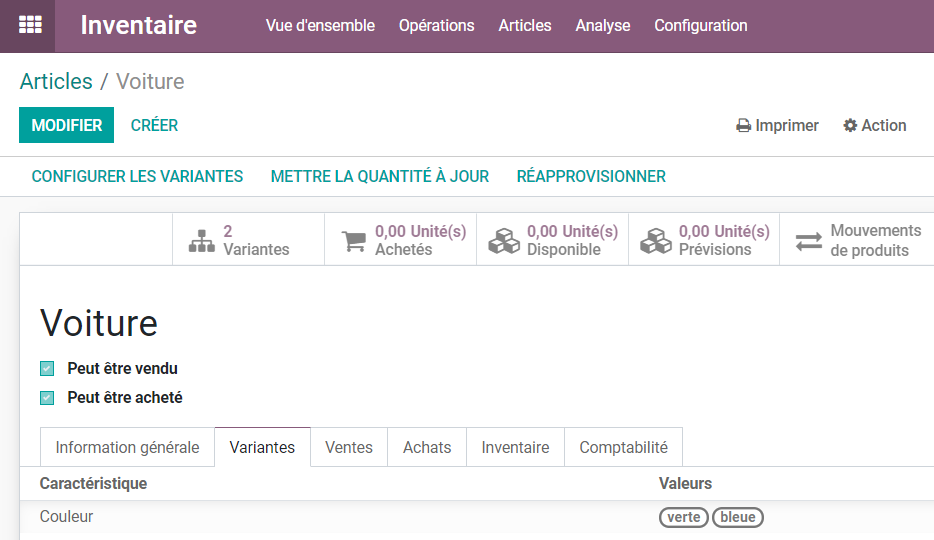 Inventaire Vue d'ensemble Opérations Articles Analyse Configuration
Articles / Voiture
MODIFIER CRÉER Imprimer Action
CONFIGURER LES VARIANTES METTRE LA QUANTITÉ À JOUR RÉAPPROVISIONNER
2 Variantes
0,00 Unité(s) Achetés
0,00 Unité(s) Disponible
0,00 Unité(s) Prévisions
Mouvements de produits
Voiture
Peut être vendu
Peut être acheté
Information générale Variantes Ventes Achats Inventaire Comptabilité
Caractéristique Valeurs
Couleur verte bleue